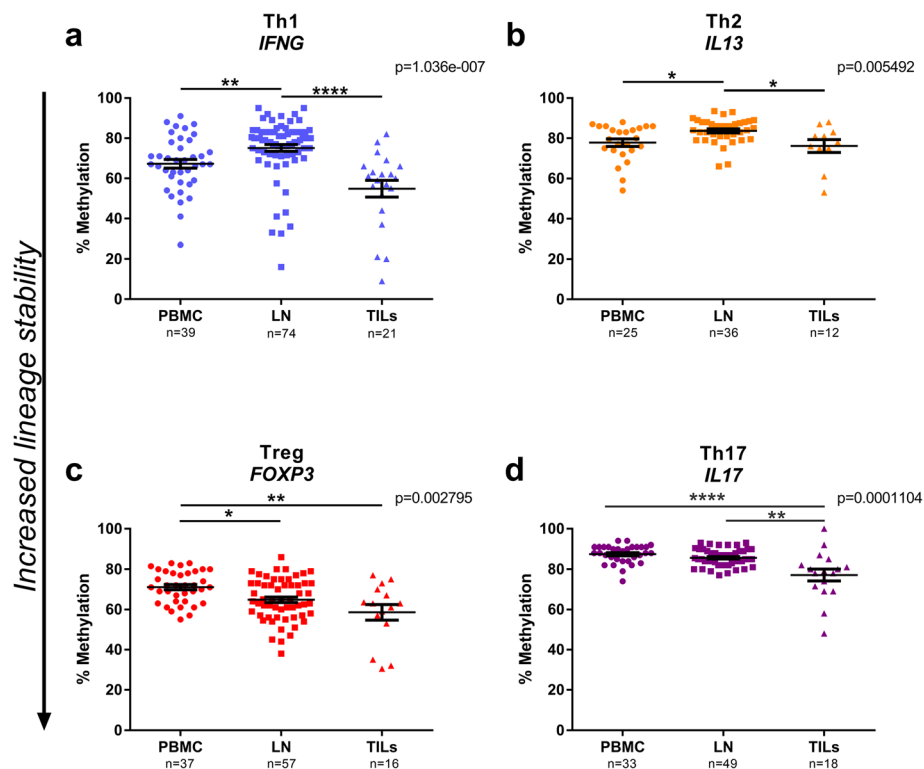 Increased lineage stability
a
Th1
IFNG
p=1.036e-007
** ****
% Methylation
100
80
60
40
20
0
PBMC LN TILs
n=39 n=74 n=21
b
Th2
IL13
p=0.005492
* *
% Methylation
100
80
60
40
20
0
PBMC LN TILs
n=25 n=36 n=12
c
Treg
FOXP3
p=0.002795
**
*
% Methylation
100
80
60
40
20
0
PBMC LN TILs
n=37 n=57 n=16
d
Th17
IL17
p=0.0001104
****
**
% Methylation
100
80
60
40
20
0
PBMC LN TILs
n=33 n=49 n=18